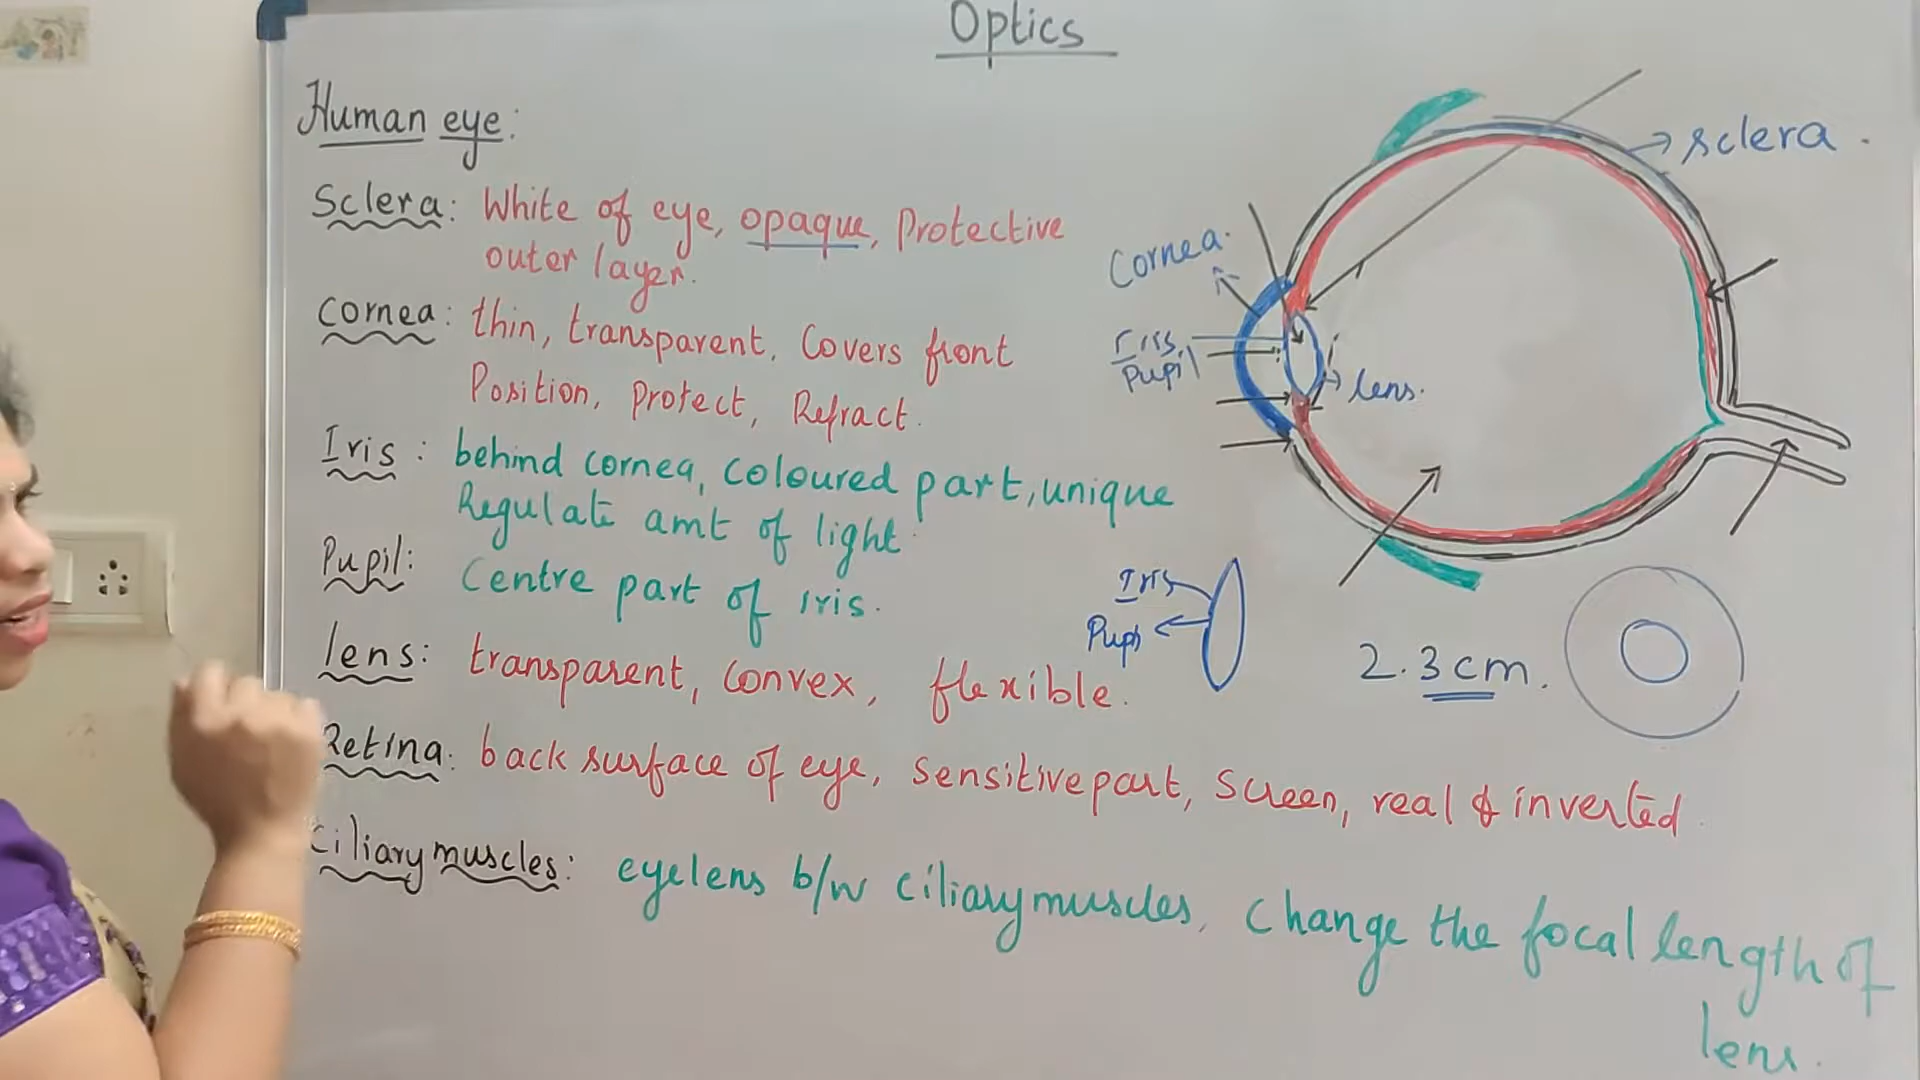 Optics
Human eye:
Sclera: White of eye, opaque, Protective
outer layer.
Cornea: thin, transparent, Covers front
Position, Protect, Refract.
Iris: behind cornea, coloured part, unique
Regulate amt of light
Pupil: Centre part of iris.
lens: transparent, convex, flexible.
Retina: back surface of eye, sensitive part, screen, real & inverted
Ciliary muscles: eyelens b/w ciliary muscles, change the focal length of
lens.
sclera.
Cornea.
Iris,
Pupil
lens.
Iris
Pupil
2.3 cm.